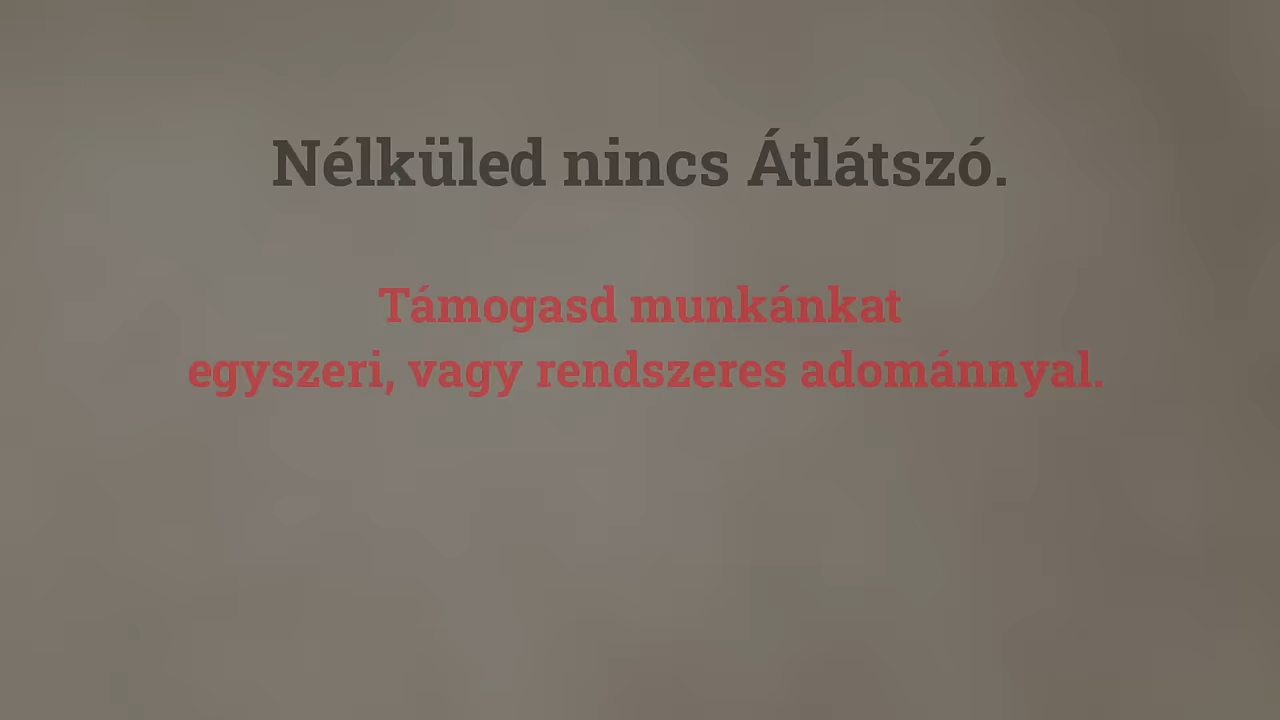 Nélküled nincs Átlátszó.
Támogasd munkánkat
egyszeri, vagy rendszeres adománnyal.